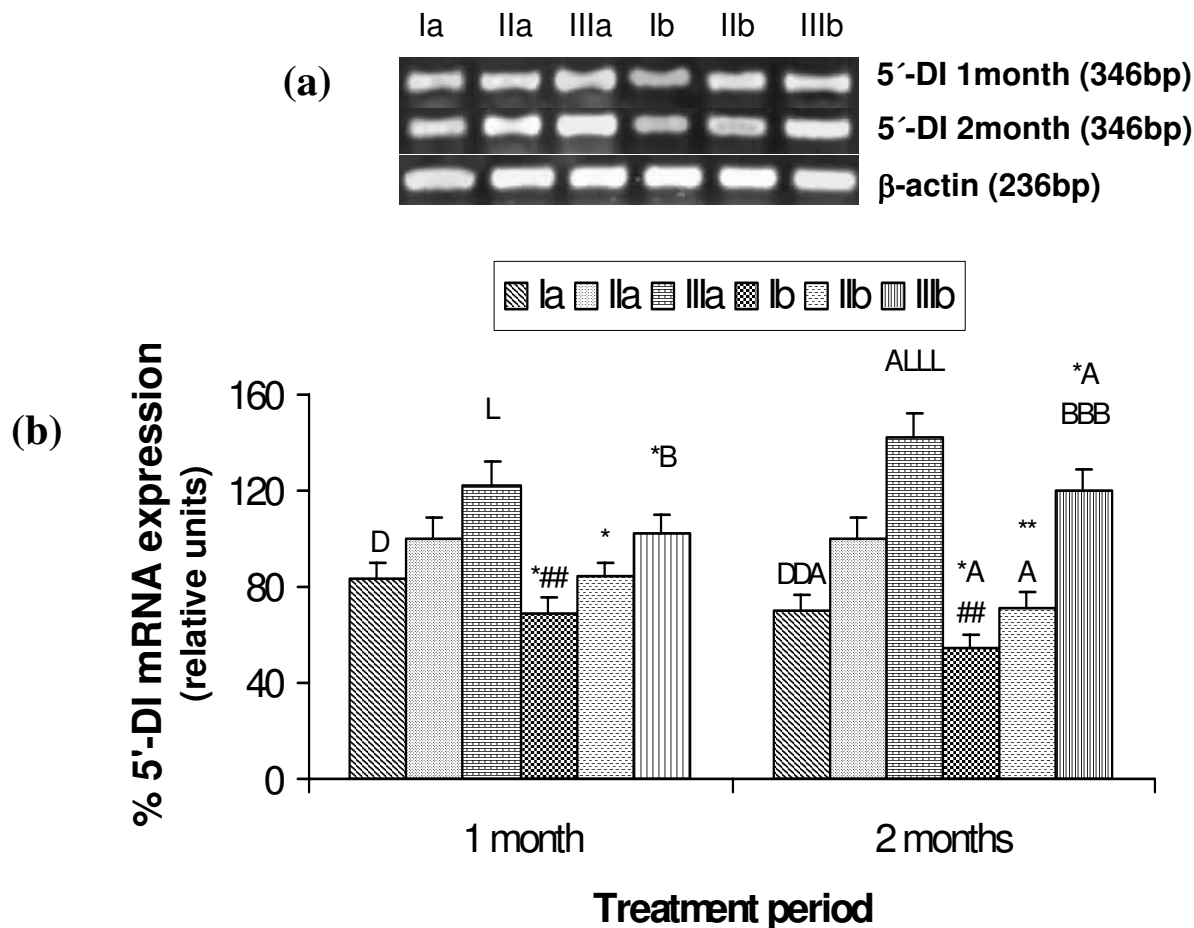 Ia IIa IIIa Ib IIb IIIb
(a)
5´-DI 1month (346bp)
5´-DI 2month (346bp)
β-actin (236bp)
Ia IIa IIIa Ib IIb IIIb
(b)
% 5'-DI mRNA expression
(relative units)
160
120
80
40
0
D
L
*##
*
*B
DDA
ALLL
*A
##
**
A
*A
BBB
1 month
2 months
Treatment period